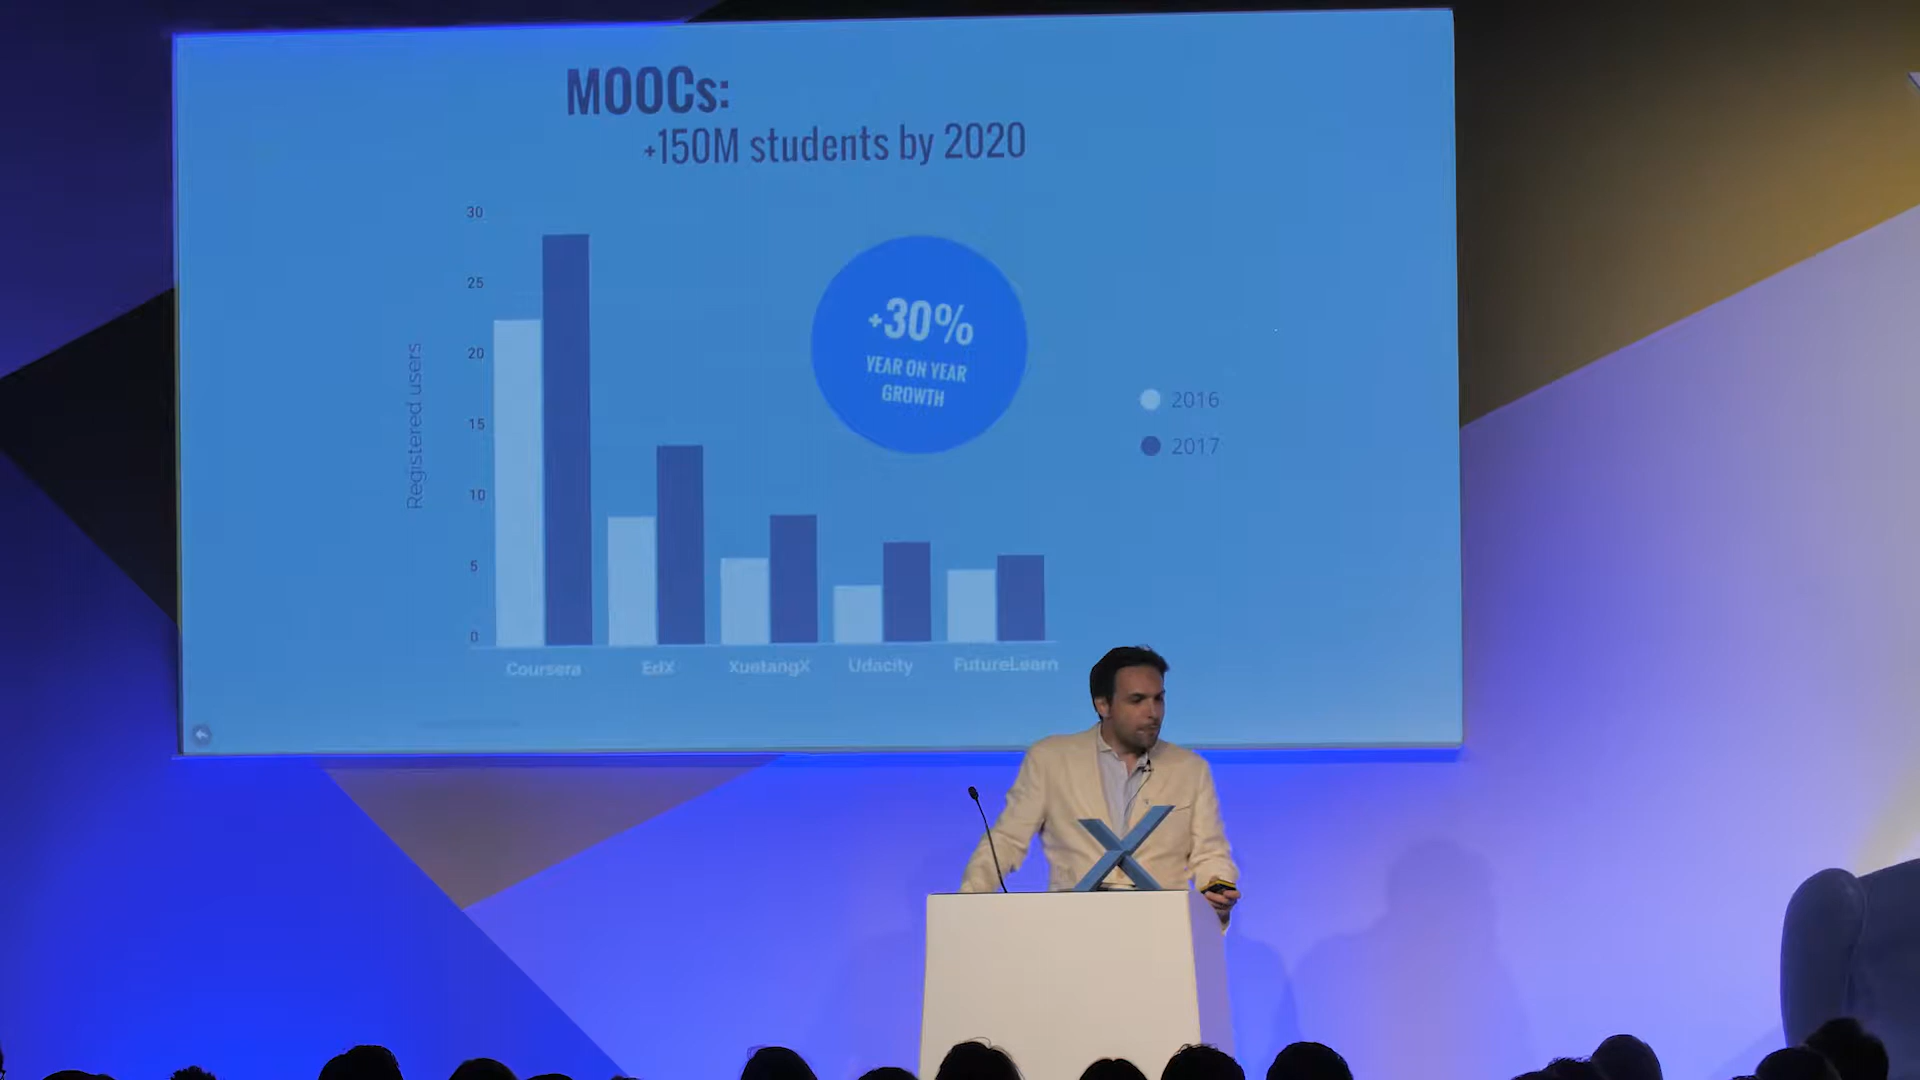 MOOCs:
+150M students by 2020
30
25
20
15
10
5
0
Registered users
+30%
YEAR ON YEAR
GROWTH
2016
2017
Coursera
EdX
XuetangX
Udacity
FutureLearn
X